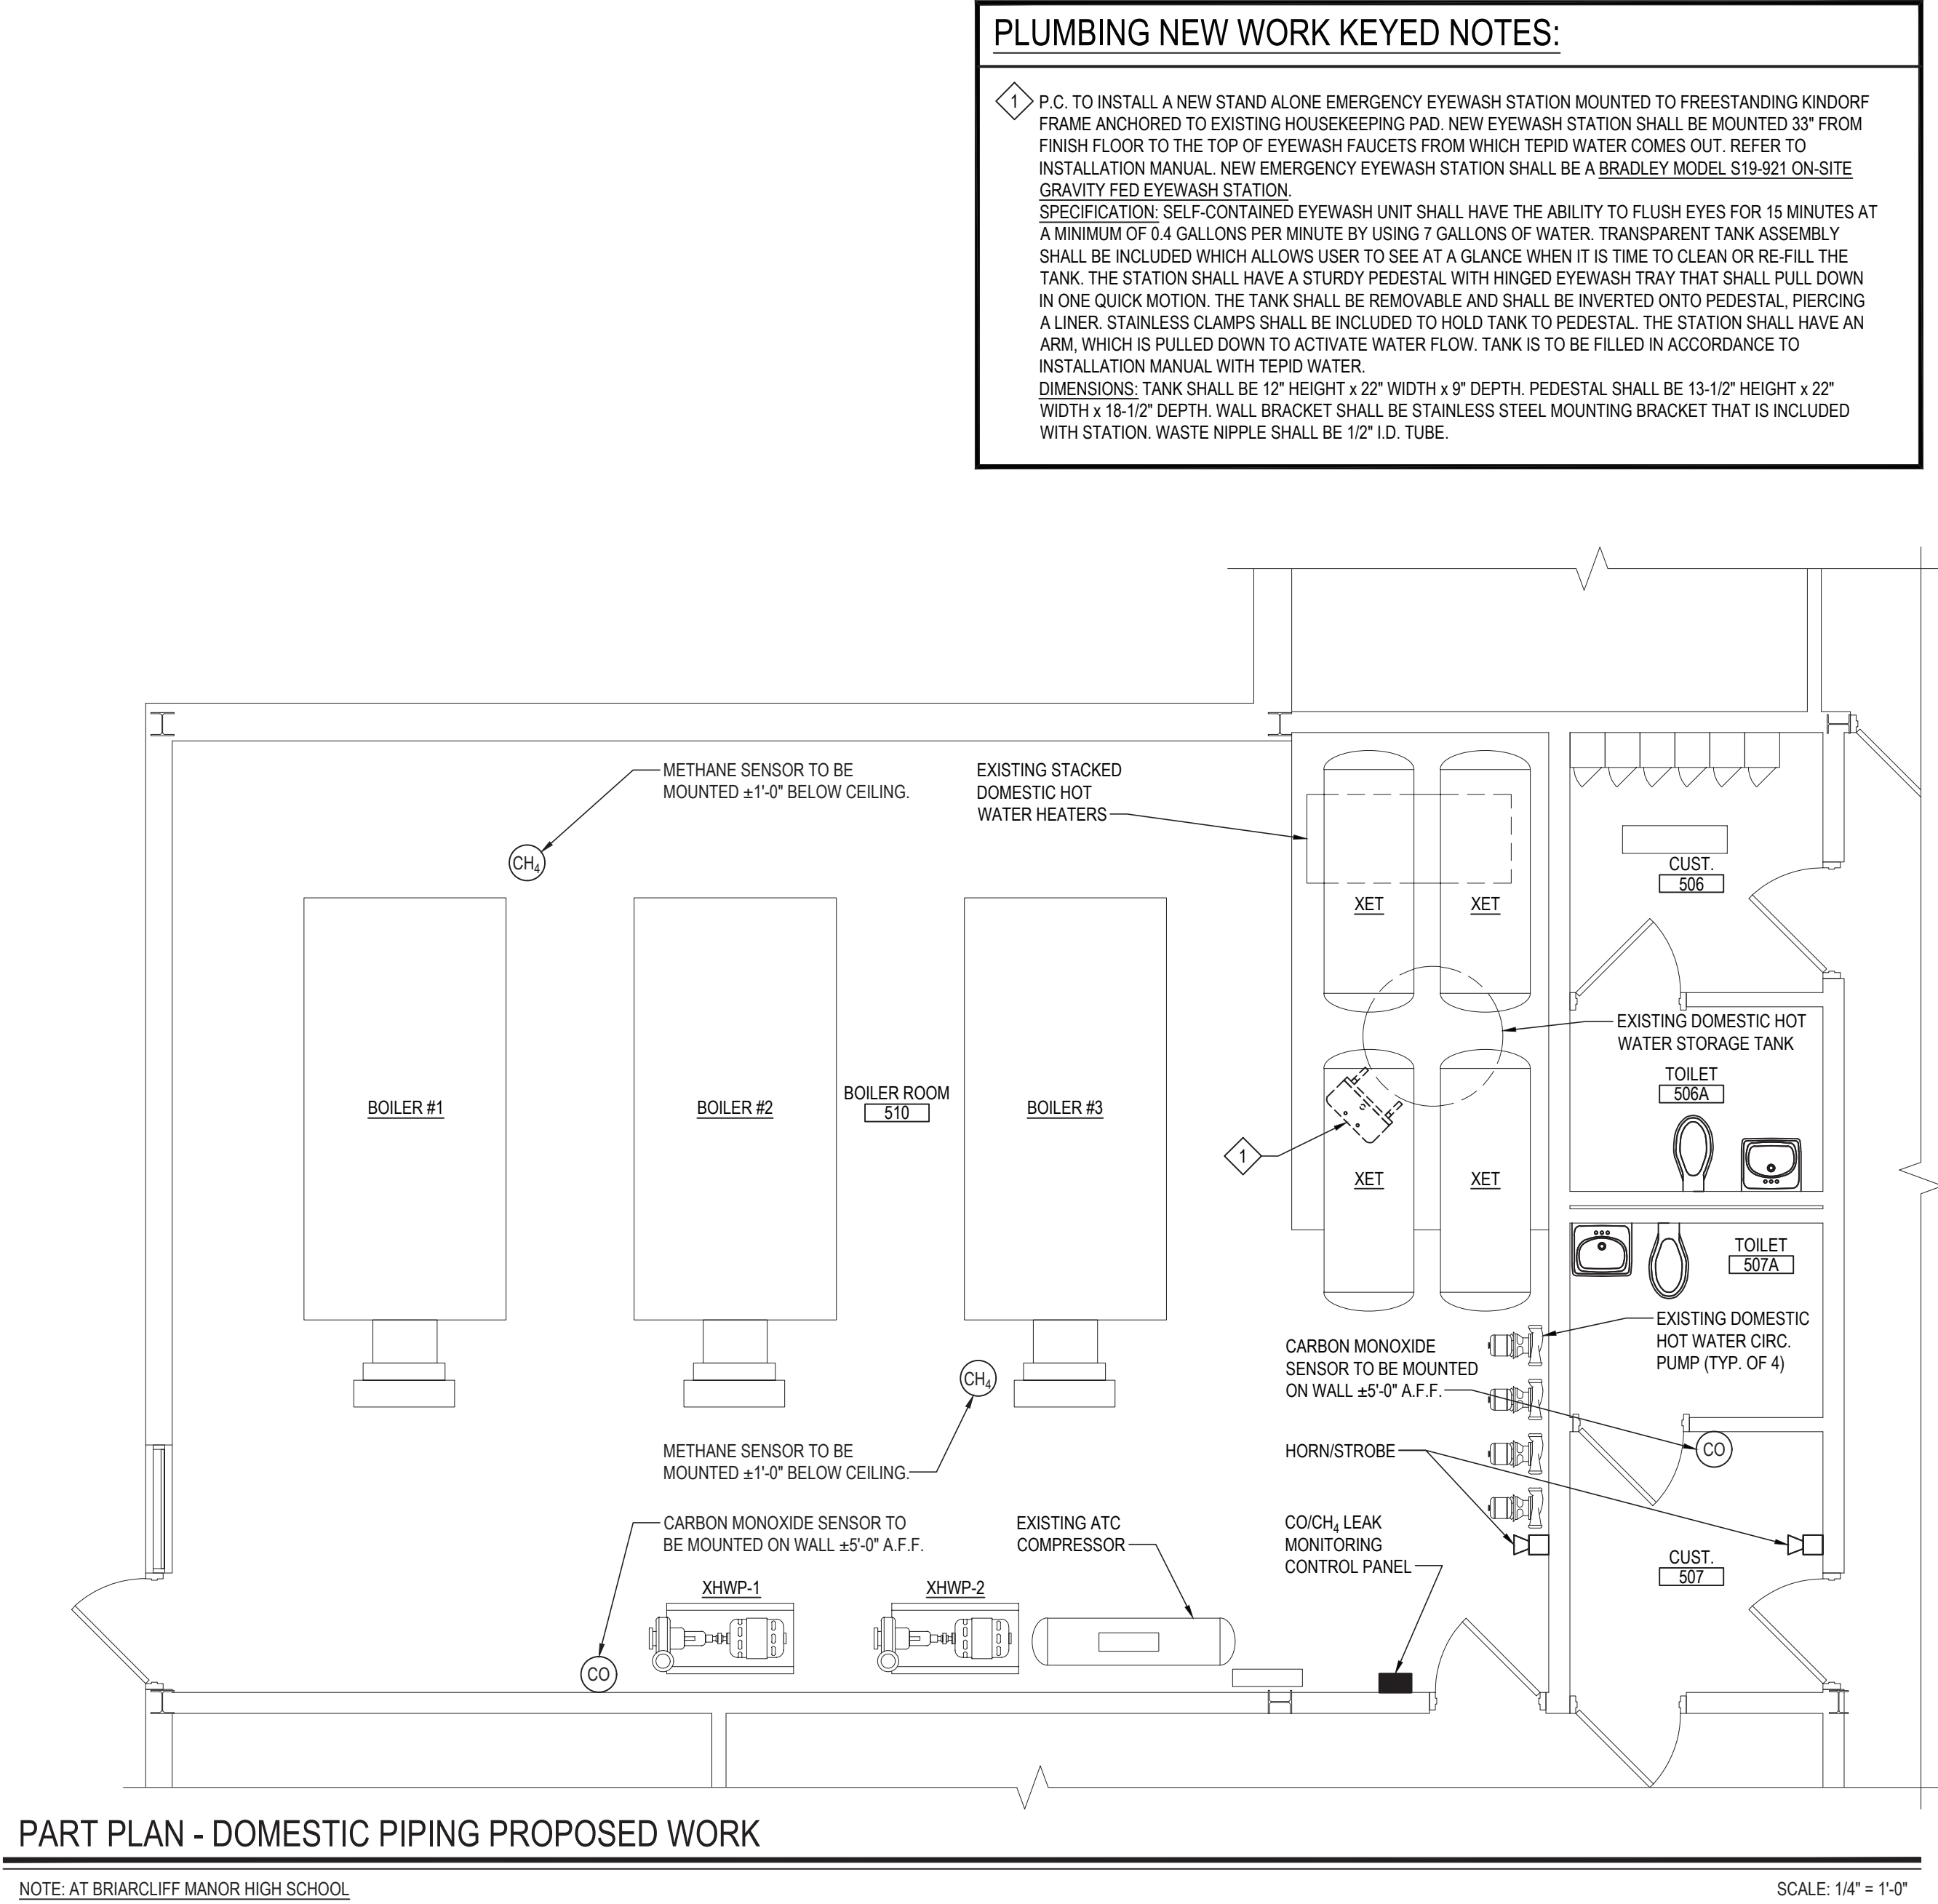 PLUMBING NEW WORK KEYED NOTES:
1
P.C. TO INSTALL A NEW STAND ALONE EMERGENCY EYEWASH STATION MOUNTED TO FREESTANDING KINDORF
FRAME ANCHORED TO EXISTING HOUSEKEEPING PAD. NEW EYEWASH STATION SHALL BE MOUNTED 33" FROM
FINISH FLOOR TO THE TOP OF EYEWASH FAUCETS FROM WHICH TEPID WATER COMES OUT. REFER TO
INSTALLATION MANUAL. NEW EMERGENCY EYEWASH STATION SHALL BE A BRADLEY MODEL S19-921 ON-SITE
GRAVITY FED EYEWASH STATION.
SPECIFICATION: SELF-CONTAINED EYEWASH UNIT SHALL HAVE THE ABILITY TO FLUSH EYES FOR 15 MINUTES AT
A MINIMUM OF 0.4 GALLONS PER MINUTE BY USING 7 GALLONS OF WATER. TRANSPARENT TANK ASSEMBLY
SHALL BE INCLUDED WHICH ALLOWS USER TO SEE AT A GLANCE WHEN IT IS TIME TO CLEAN OR RE-FILL THE
TANK. THE STATION SHALL HAVE A STURDY PEDESTAL WITH HINGED EYEWASH TRAY THAT SHALL PULL DOWN
IN ONE QUICK MOTION. THE TANK SHALL BE REMOVABLE AND SHALL BE INVERTED ONTO PEDESTAL, PIERCING
A LINER. STAINLESS CLAMPS SHALL BE INCLUDED TO HOLD TANK TO PEDESTAL. THE STATION SHALL HAVE AN
ARM, WHICH IS PULLED DOWN TO ACTIVATE WATER FLOW. TANK IS TO BE FILLED IN ACCORDANCE TO
INSTALLATION MANUAL WITH TEPID WATER.
DIMENSIONS: TANK SHALL BE 12" HEIGHT x 22" WIDTH x 9" DEPTH. PEDESTAL SHALL BE 13-1/2" HEIGHT x 22"
WIDTH x 18-1/2" DEPTH. WALL BRACKET SHALL BE STAINLESS STEEL MOUNTING BRACKET THAT IS INCLUDED
WITH STATION. WASTE NIPPLE SHALL BE 1/2" I.D. TUBE.
METHANE SENSOR TO BE
MOUNTED ±1'-0" BELOW CEILING.
EXISTING STACKED
DOMESTIC HOT
WATER HEATERS
CH₄
CUST.
506
XET
XET
EXISTING DOMESTIC HOT
WATER STORAGE TANK
TOILET
506A
BOILER #1
BOILER #2
BOILER ROOM
510
BOILER #3
1
XET
XET
TOILET
507A
EXISTING DOMESTIC
HOT WATER CIRC.
PUMP (TYP. OF 4)
CARBON MONOXIDE
SENSOR TO BE MOUNTED
ON WALL ±5'-0" A.F.F.
CH₄
METHANE SENSOR TO BE
MOUNTED ±1'-0" BELOW CEILING.
HORN/STROBE
CO
CARBON MONOXIDE SENSOR TO
BE MOUNTED ON WALL ±5'-0" A.F.F.
EXISTING ATC
COMPRESSOR
CO/CH₄ LEAK
MONITORING
CONTROL PANEL
CUST.
507
XHWP-1
XHWP-2
CO
PART PLAN - DOMESTIC PIPING PROPOSED WORK
NOTE: AT BRIARCLIFF MANOR HIGH SCHOOL
SCALE: 1/4" = 1'-0"